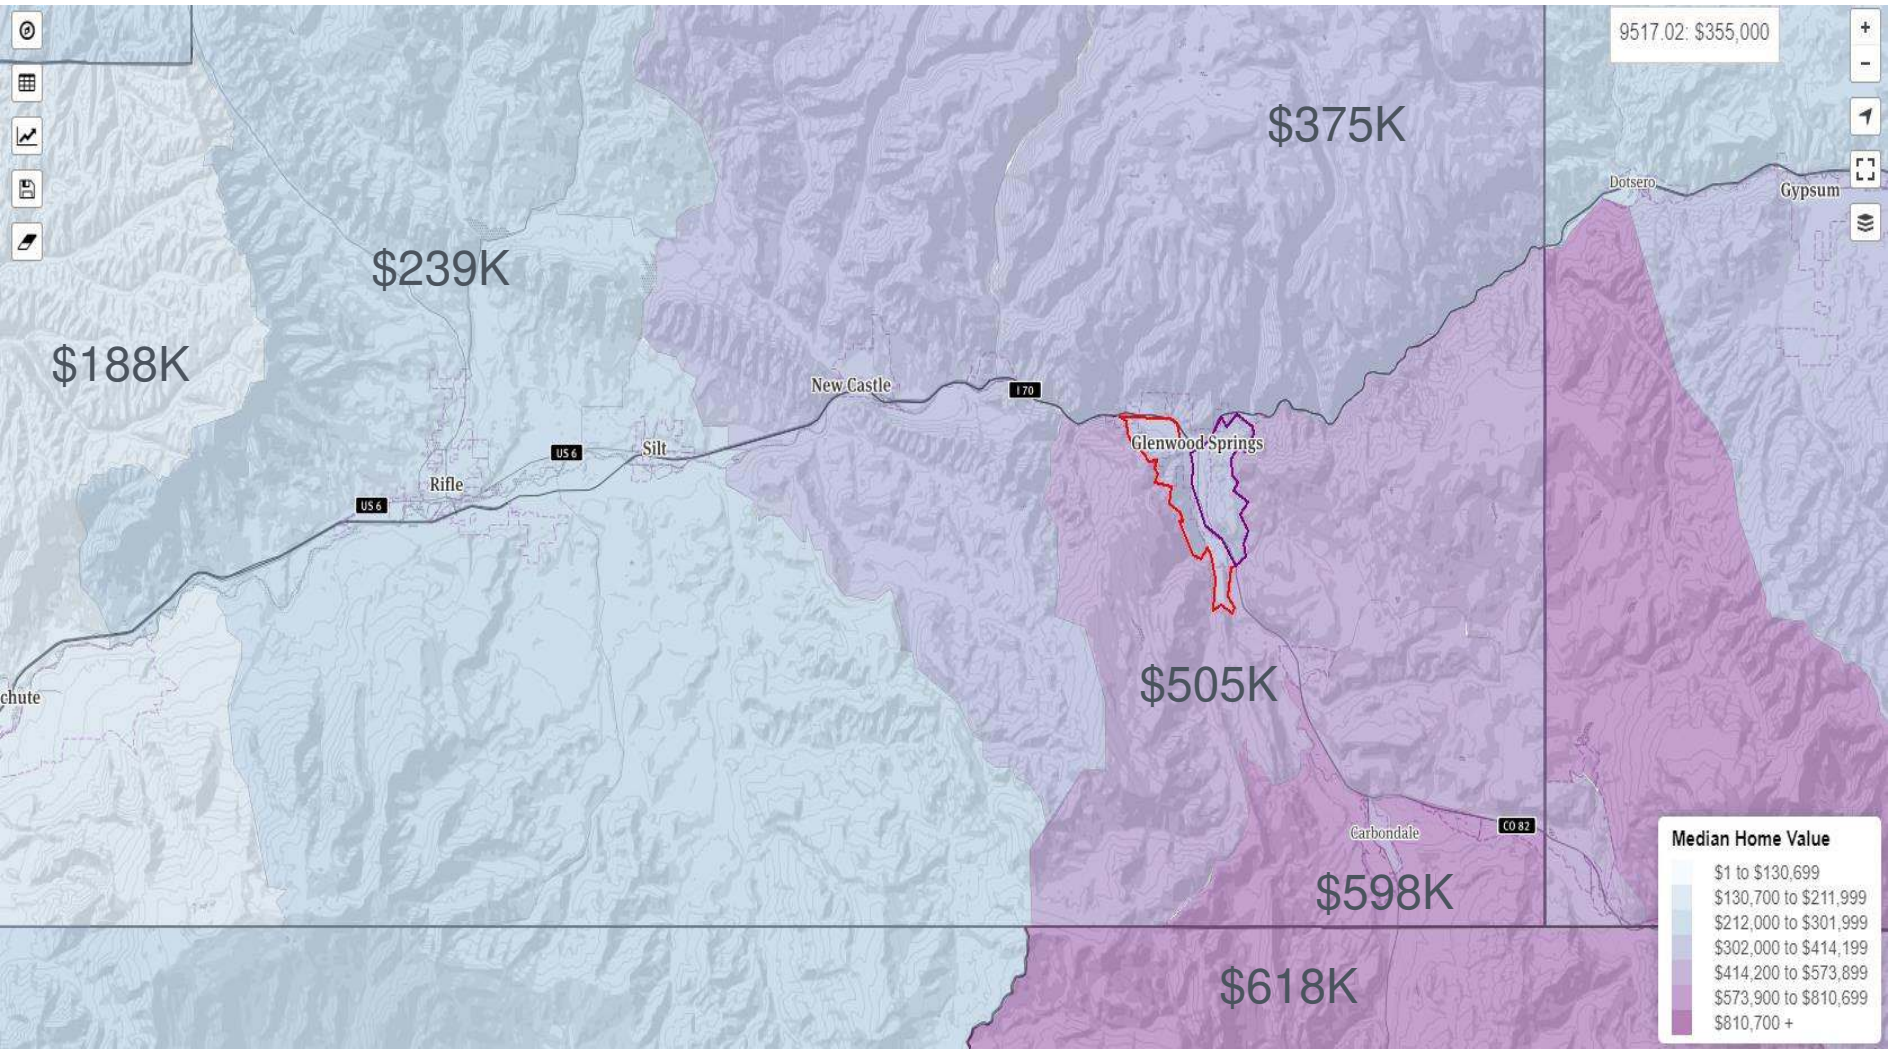 9517.02: $355,000
+
−
$375K
Dotsero
Gypsum
$239K
$188K
New Castle
I 70
Glenwood Springs
US 6
Silt
Rifle
US 6
$505K
chute
Carbondale
CO 82
$598K
$618K
Median Home Value
$1 to $130,699
$130,700 to $211,999
$212,000 to $301,999
$302,000 to $414,199
$414,200 to $573,899
$573,900 to $810,699
$810,700 +